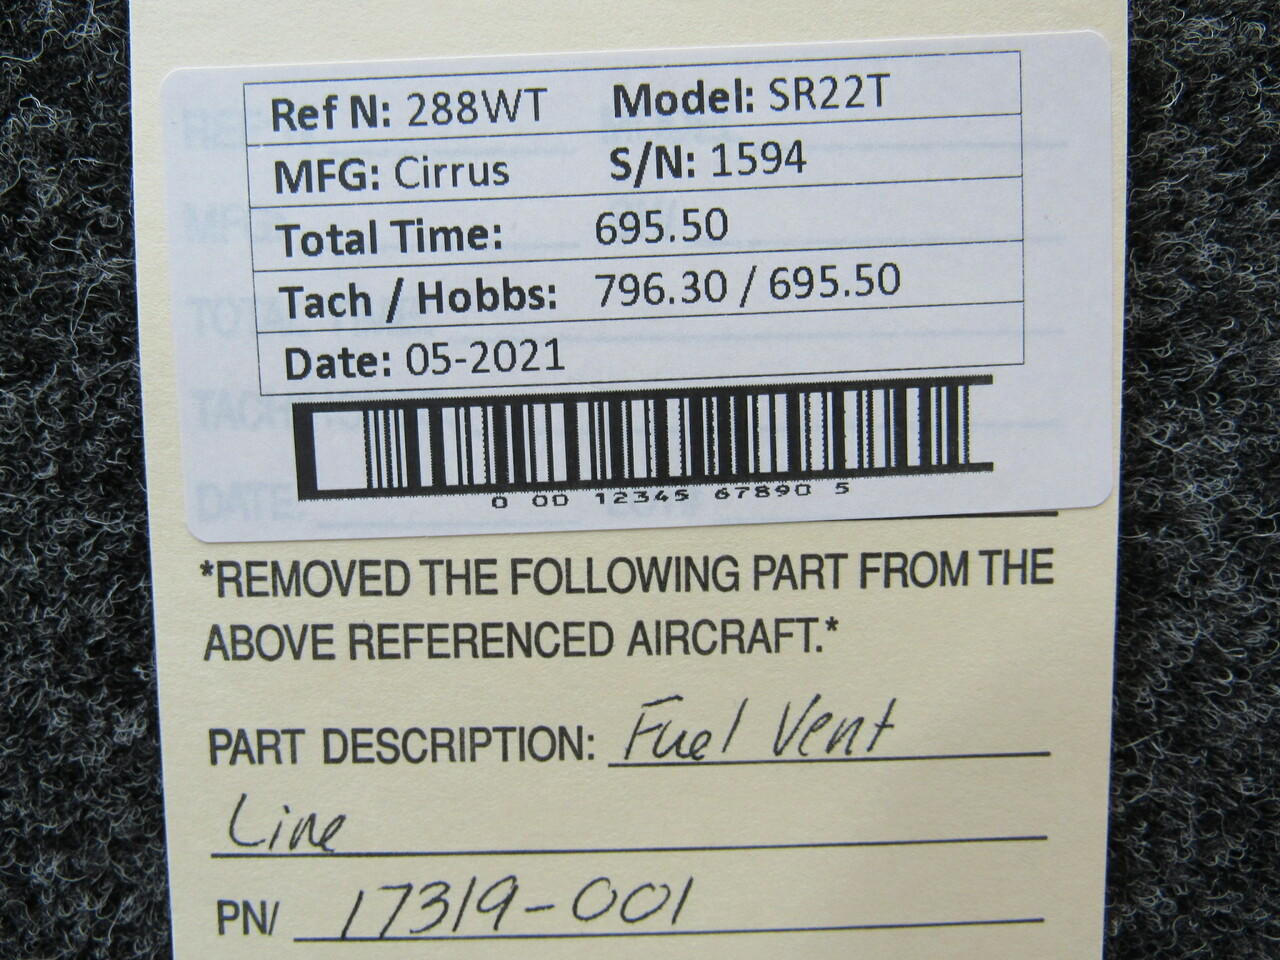 Ref N: 288WT Model: SR22T
MFG: Cirrus S/N: 1594
Total Time: 695.50
Tach / Hobbs: 796.30 / 695.50
Date: 05-2021
0 00 12345 67890 5
*REMOVED THE FOLLOWING PART FROM THE
ABOVE REFERENCED AIRCRAFT.*
PART DESCRIPTION: Fuel Vent
Line
PN/ 17319-001